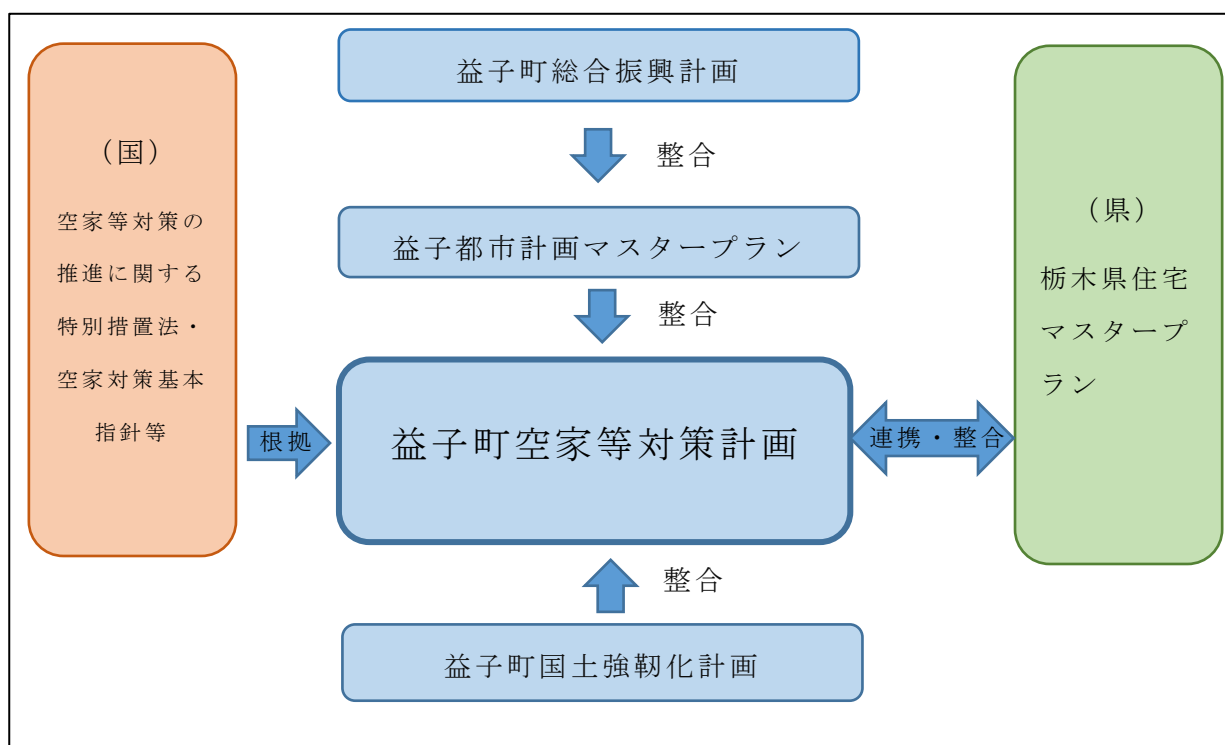 益子町総合振興計画
整合
益子都市計画マスタープラン
整合
(国)
空家等対策の
推進に関する
特別措置法・
空家対策基本
指針等
根拠
益子町空家等対策計画
連携・整合
(県)
栃木県住宅
マスタープ
ラン
整合
益子町国土強靭化計画